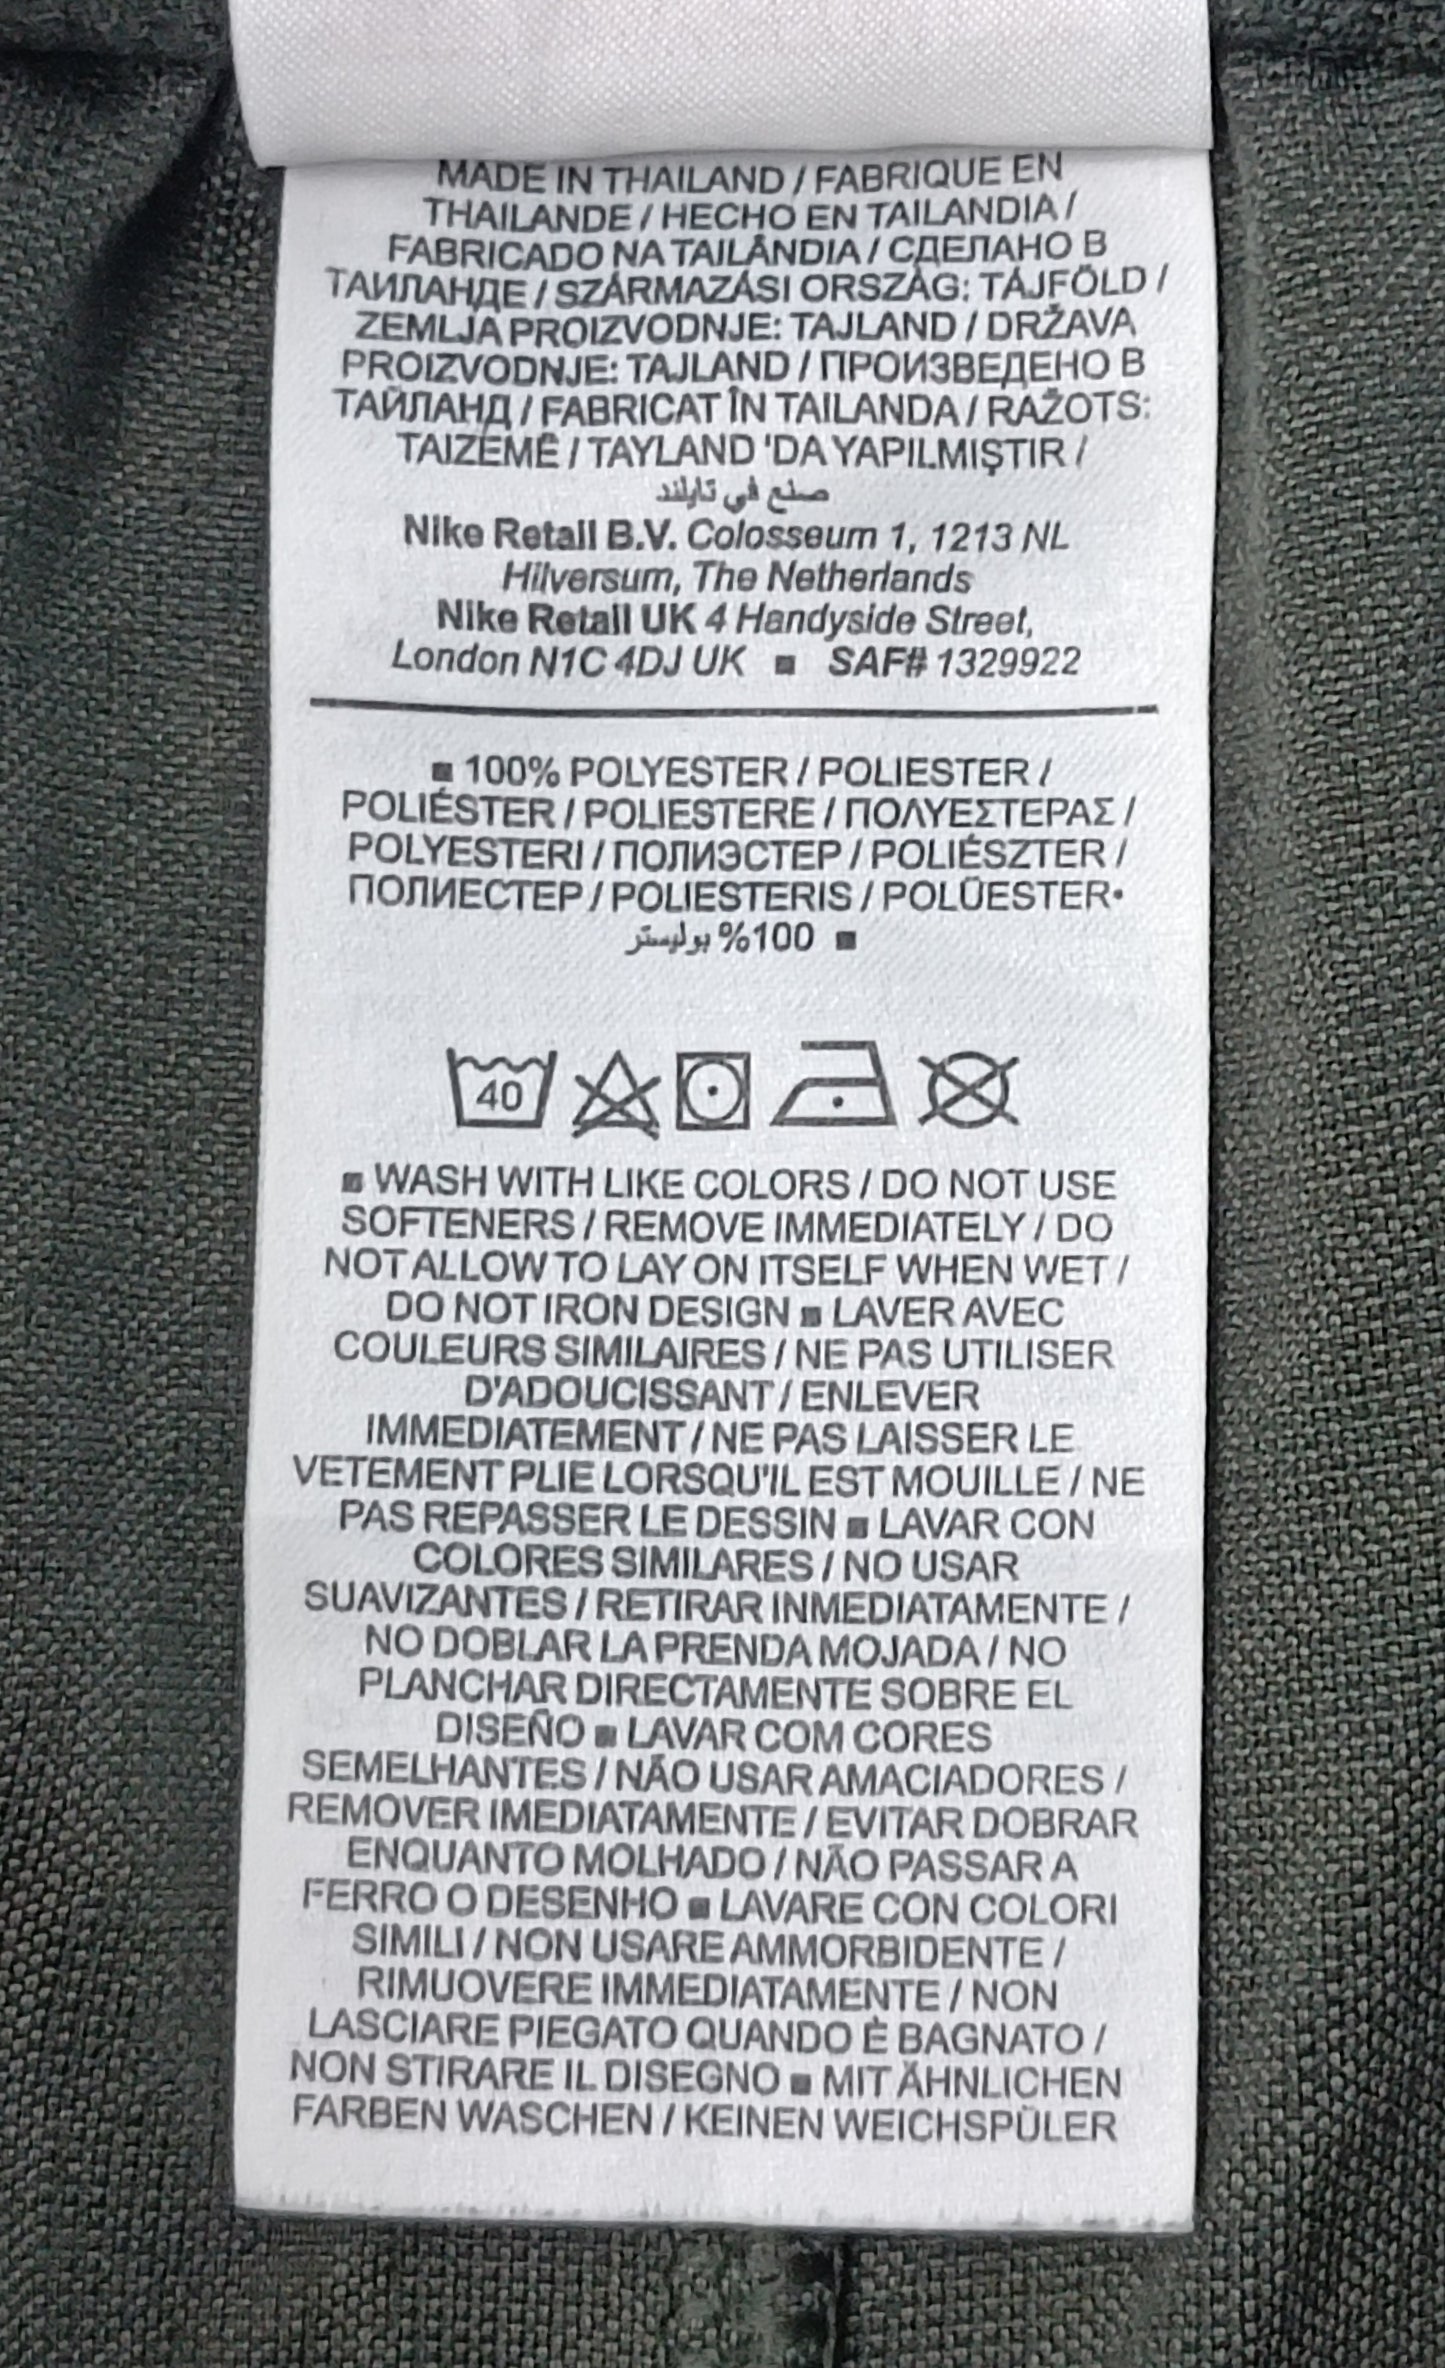 MADE IN THAILAND / FABRIQUE EN
THAILANDE / HECHO EN TAILANDIA /
FABRICADO NA TAILÂNDIA / СДЕЛАНО В
ТАИЛАНДЕ / SZÁRMAZÁSI ORSZÁG: TÁJFÖLD /
ZEMLJA PROIZVODNJE: TAJLAND / DRŽAVA
PROIZVODNJE: TAJLAND / ПРОИЗВЕДЕНО В
ТАЙЛАНД / FABRICAT ÎN TAILANDA / RAŽOTS:
TAIZEMĒ / TAYLAND 'DA YAPILMIŞTIR /
صنع في تايلند
Nike Retail B.V. Colosseum 1, 1213 NL
Hilversum, The Netherlands
Nike Retail UK 4 Handyside Street,
London N1C 4DJ UK ■ SAF# 1329922
■ 100% POLYESTER / POLIESTER /
POLIÉSTER / POLIESTERE / ΠΟΛΥΕΣΤΕΡΑΣ /
POLYESTERI / ПОЛИЭСТЕР / POLIÉSZTER /
ПОЛИЕСТЕР / POLIESTERIS / POLÜESTER•
■ 100% بوليستر
40
■ WASH WITH LIKE COLORS / DO NOT USE
SOFTENERS / REMOVE IMMEDIATELY / DO
NOT ALLOW TO LAY ON ITSELF WHEN WET /
DO NOT IRON DESIGN ■ LAVER AVEC
COULEURS SIMILAIRES / NE PAS UTILISER
D'ADOUCISSANT / ENLEVER
IMMEDIATEMENT / NE PAS LAISSER LE
VETEMENT PLIE LORSQU'IL EST MOUILLE / NE
PAS REPASSER LE DESSIN ■ LAVAR CON
COLORES SIMILARES / NO USAR
SUAVIZANTES / RETIRAR INMEDIATAMENTE /
NO DOBLAR LA PRENDA MOJADA / NO
PLANCHAR DIRECTAMENTE SOBRE EL
DISEÑO ■ LAVAR COM CORES
SEMELHANTES / NÃO USAR AMACIADORES /
REMOVER IMEDIATAMENTE / EVITAR DOBRAR
ENQUANTO MOLHADO / NÃO PASSAR A
FERRO O DESENHO ■ LAVARE CON COLORI
SIMILI / NON USARE AMMORBIDENTE /
RIMUOVERE IMMEDIATAMENTE / NON
LASCIARE PIEGATO QUANDO È BAGNATO /
NON STIRARE IL DISEGNO ■ MIT ÄHNLICHEN
FARBEN WASCHEN / KEINEN WEICHSPÜLER